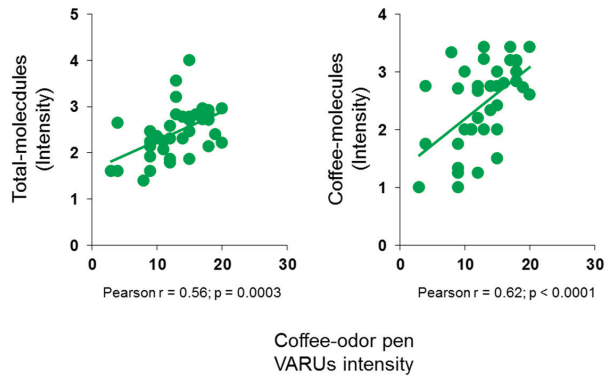 Total-molecdules
(Intensity)
5
4
3
2
1
0
0 10 20 30
Pearson r = 0.56; p = 0.0003
Coffee-molecules
(Intensity)
4
3
2
1
0
0 10 20 30
Pearson r = 0.62; p < 0.0001
Coffee-odor pen
VARUs intensity